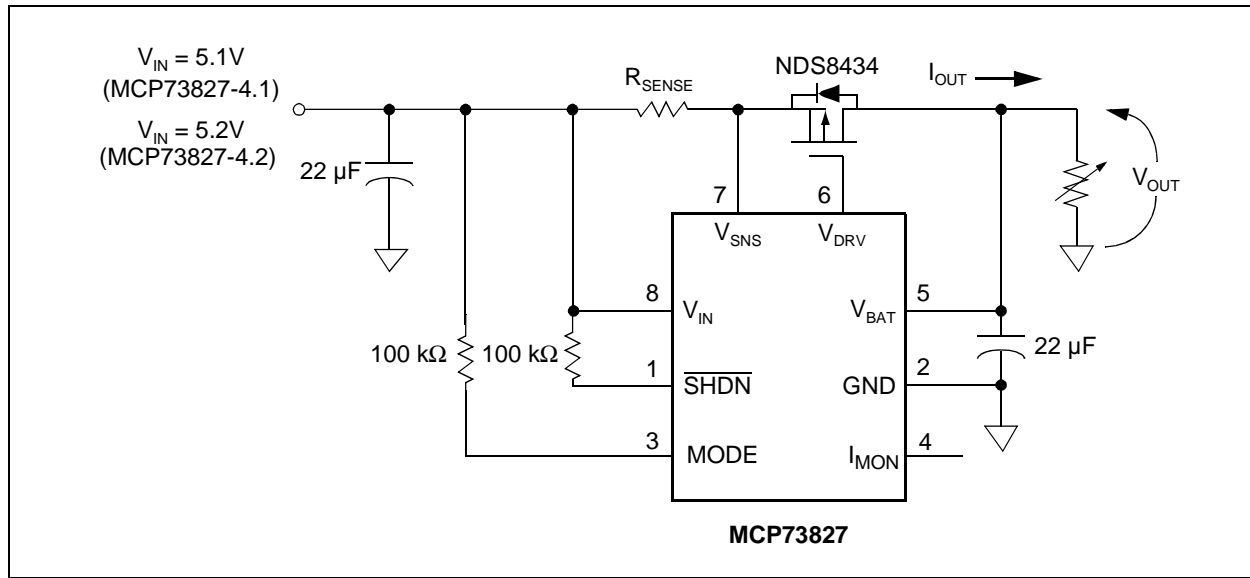 V_IN = 5.1V
(MCP73827-4.1)
V_IN = 5.2V
(MCP73827-4.2)
22 µF
R_SENSE
NDS8434
I_OUT
V_OUT
7
6
V_SNS
V_DRV
8
V_IN
V_BAT
5
100 kΩ
100 kΩ
22 µF
1
SHDN
GND
2
3
MODE
I_MON
4
MCP73827